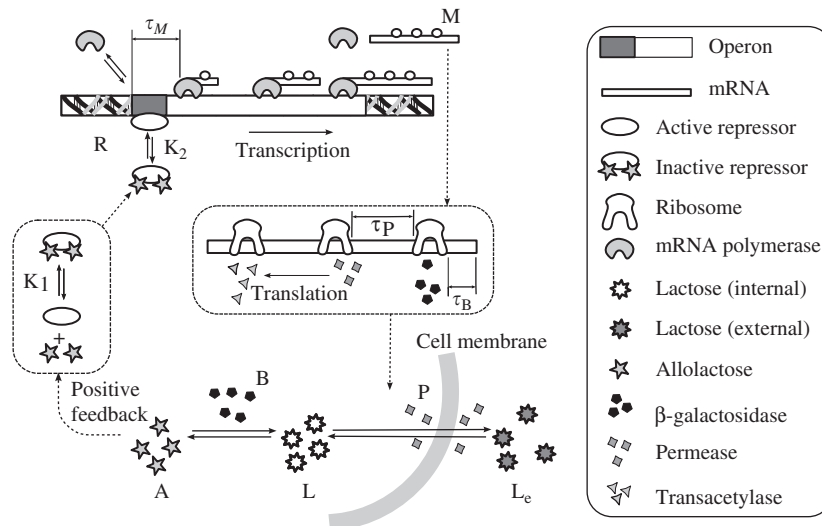 τM
M
R
K2
Transcription
K1
+
Positive
feedback
τP
τB
Translation
Cell membrane
B
P
A
L
Le
Operon
mRNA
Active repressor
Inactive repressor
Ribosome
mRNA polymerase
Lactose (internal)
Lactose (external)
Allolactose
β-galactosidase
Permease
Transacetylase